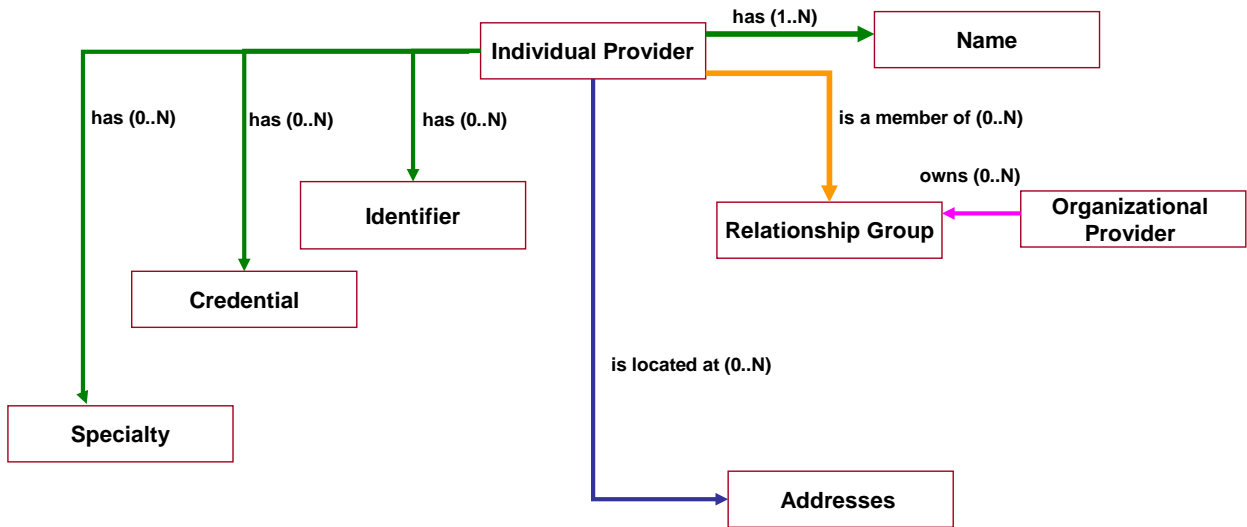 has (1..N)
Individual Provider
Name
has (0..N)
has (0..N)
has (0..N)
is a member of (0..N)
owns (0..N)
Identifier
Relationship Group
Organizational
Provider
Credential
is located at (0..N)
Specialty
Addresses